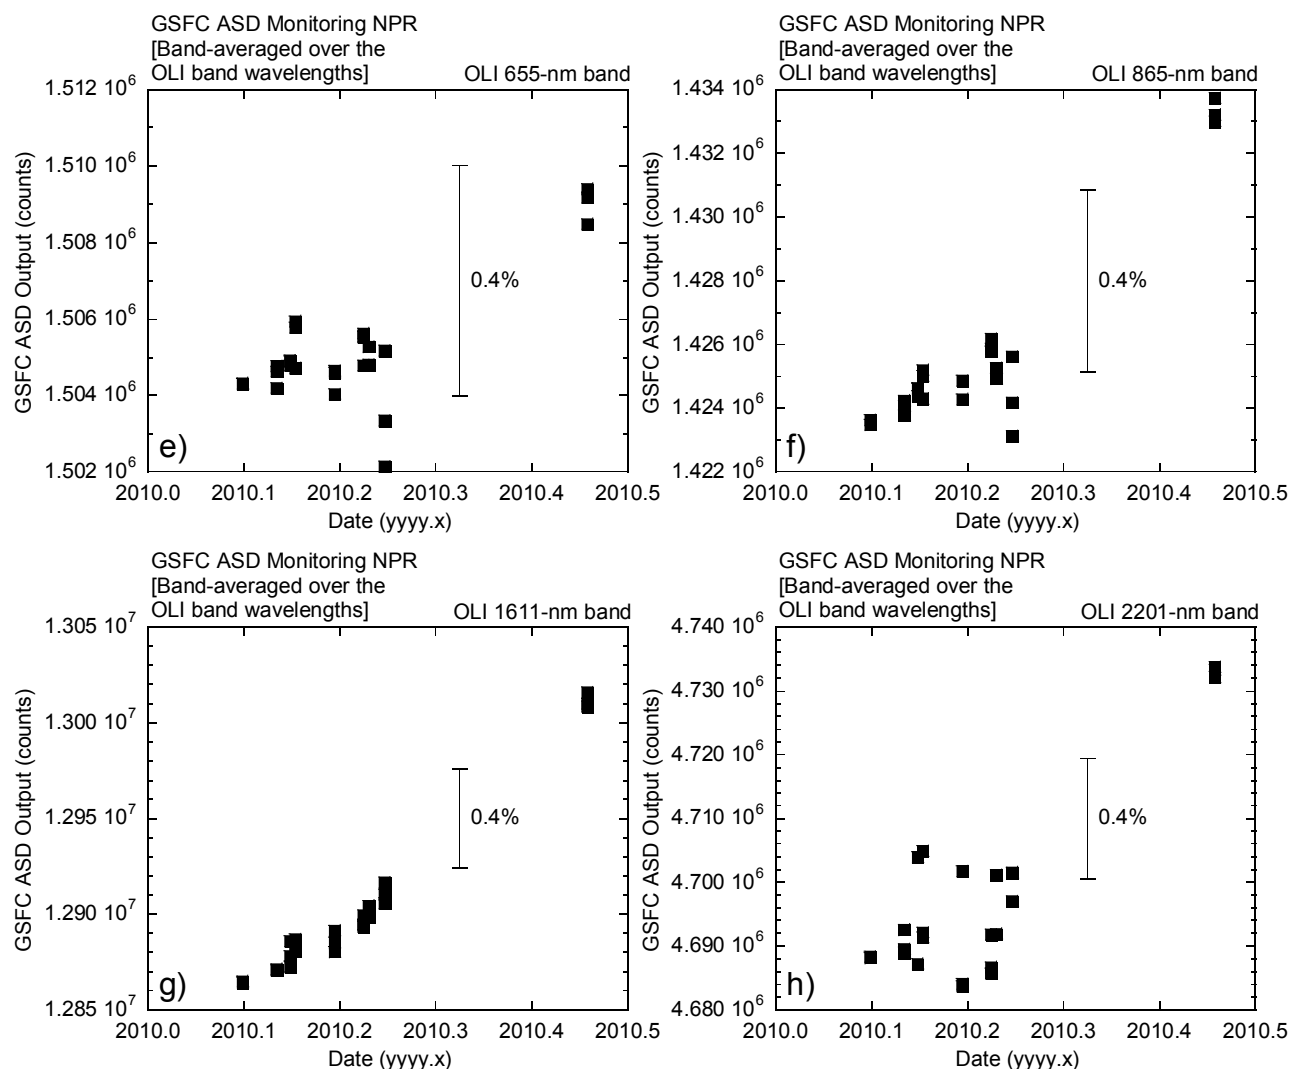 GSFC ASD Monitoring NPR
[Band-averaged over the
OLI band wavelengths]
OLI 655-nm band
1.512 10^6
1.510 10^6
1.508 10^6
1.506 10^6
1.504 10^6
1.502 10^6
GSFC ASD Output (counts)
0.4%
e)
2010.0 2010.1 2010.2 2010.3 2010.4 2010.5
Date (yyyy.x)
GSFC ASD Monitoring NPR
[Band-averaged over the
OLI band wavelengths]
OLI 865-nm band
1.434 10^6
1.432 10^6
1.430 10^6
1.428 10^6
1.426 10^6
1.424 10^6
1.422 10^6
GSFC ASD Output (counts)
0.4%
f)
2010.0 2010.1 2010.2 2010.3 2010.4 2010.5
Date (yyyy.x)
GSFC ASD Monitoring NPR
[Band-averaged over the
OLI band wavelengths]
OLI 1611-nm band
1.305 10^7
1.300 10^7
1.295 10^7
1.290 10^7
1.285 10^7
GSFC ASD Output (counts)
0.4%
g)
2010.0 2010.1 2010.2 2010.3 2010.4 2010.5
Date (yyyy.x)
GSFC ASD Monitoring NPR
[Band-averaged over the
OLI band wavelengths]
OLI 2201-nm band
4.740 10^6
4.730 10^6
4.720 10^6
4.710 10^6
4.700 10^6
4.690 10^6
4.680 10^6
GSFC ASD Output (counts)
0.4%
h)
2010.0 2010.1 2010.2 2010.3 2010.4 2010.5
Date (yyyy.x)